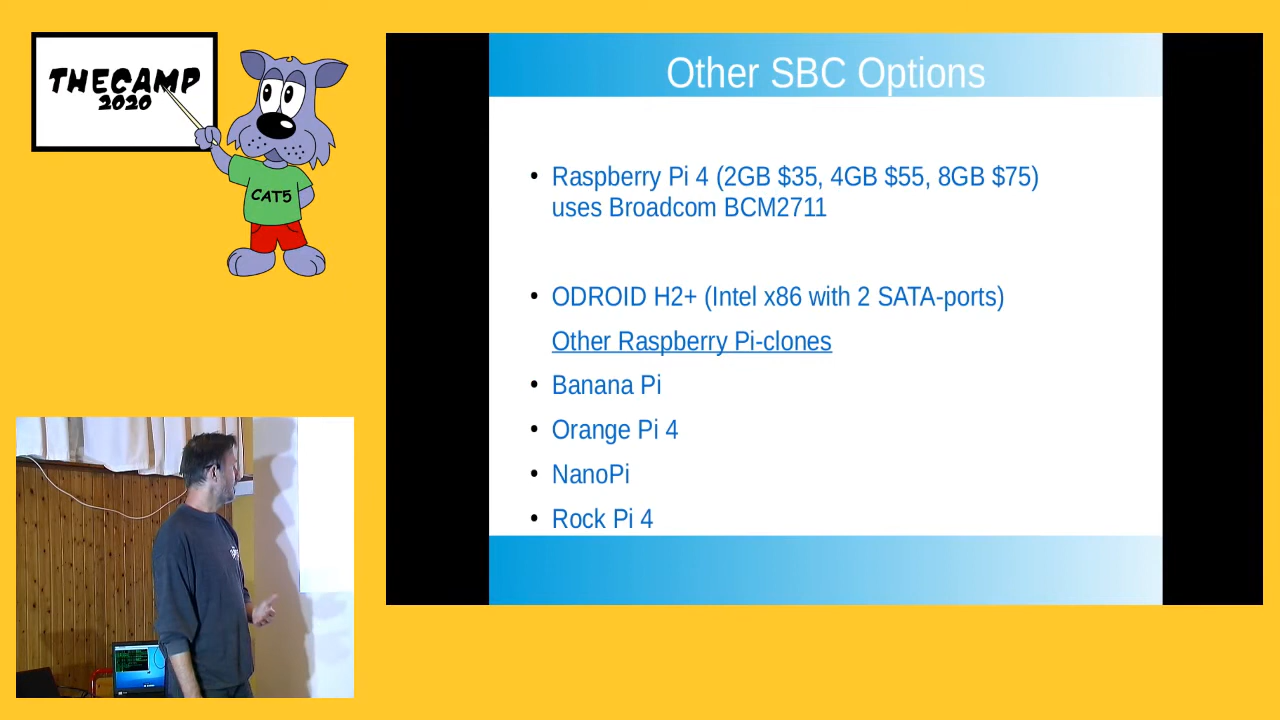 THECAMP
2020
CAT5
Other SBC Options
• Raspberry Pi 4 (2GB $35, 4GB $55, 8GB $75)
uses Broadcom BCM2711
• ODROID H2+ (Intel x86 with 2 SATA-ports)
Other Raspberry Pi-clones
• Banana Pi
• Orange Pi 4
• NanoPi
• Rock Pi 4